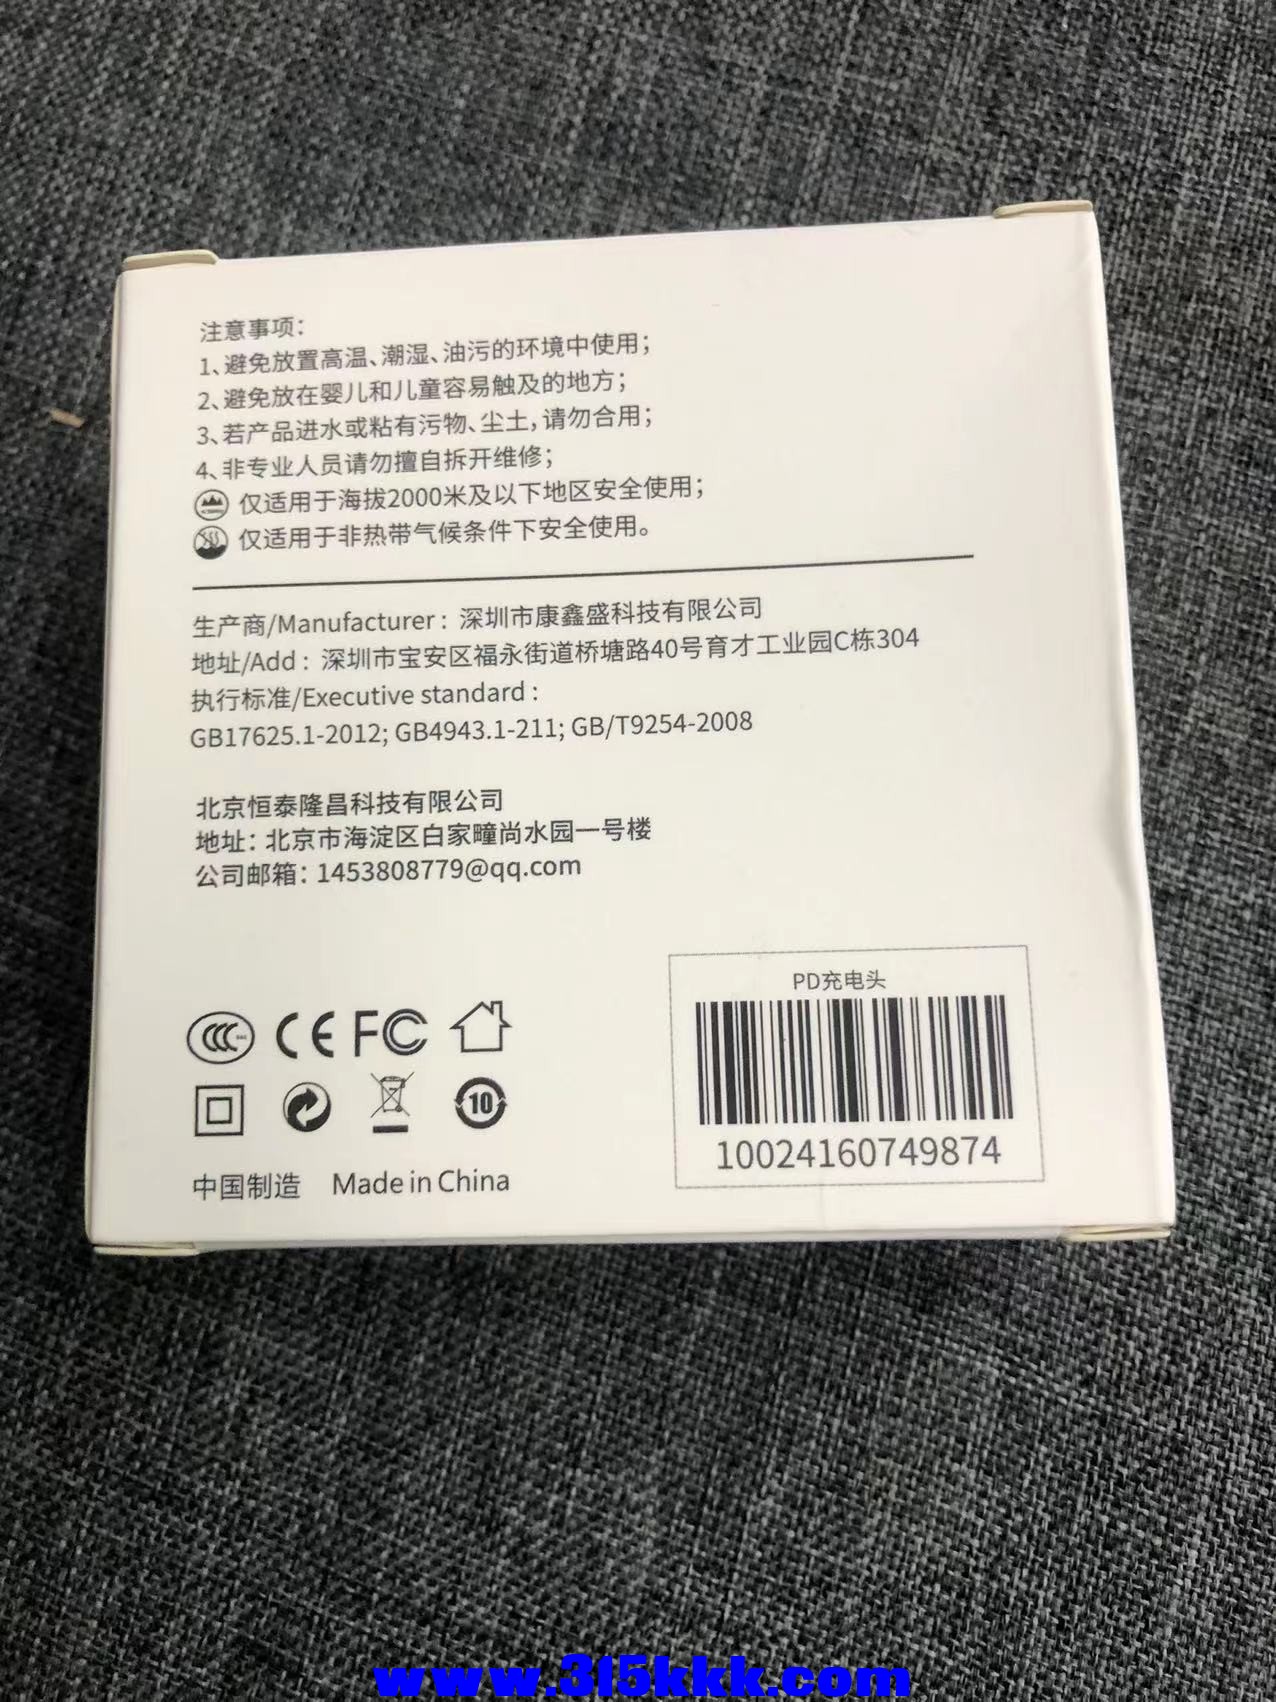 注意事项：
1、避免放置高温、潮湿、油污的环境中使用；
2、避免放在婴儿和儿童容易触及的地方；
3、若产品进水或粘有污物、尘土，请勿合用；
4、非专业人员请勿擅自拆开维修；
仅适用于海拔2000米及以下地区安全使用；
仅适用于非热带气候条件下安全使用。
生产商/Manufacturer：深圳市康鑫盛科技有限公司
地址/Add：深圳市宝安区福永街道桥塘路40号育才工业园C栋304
执行标准/Executive standard：
GB17625.1-2012; GB4943.1-211; GB/T9254-2008
北京恒泰隆昌科技有限公司
地址：北京市海淀区白家疃尚水园一号楼
公司邮箱：1453808779@qq.com
PD充电头
10024160749874
CCC CE FC
10
中国制造 Made in China
www.315kkk.com